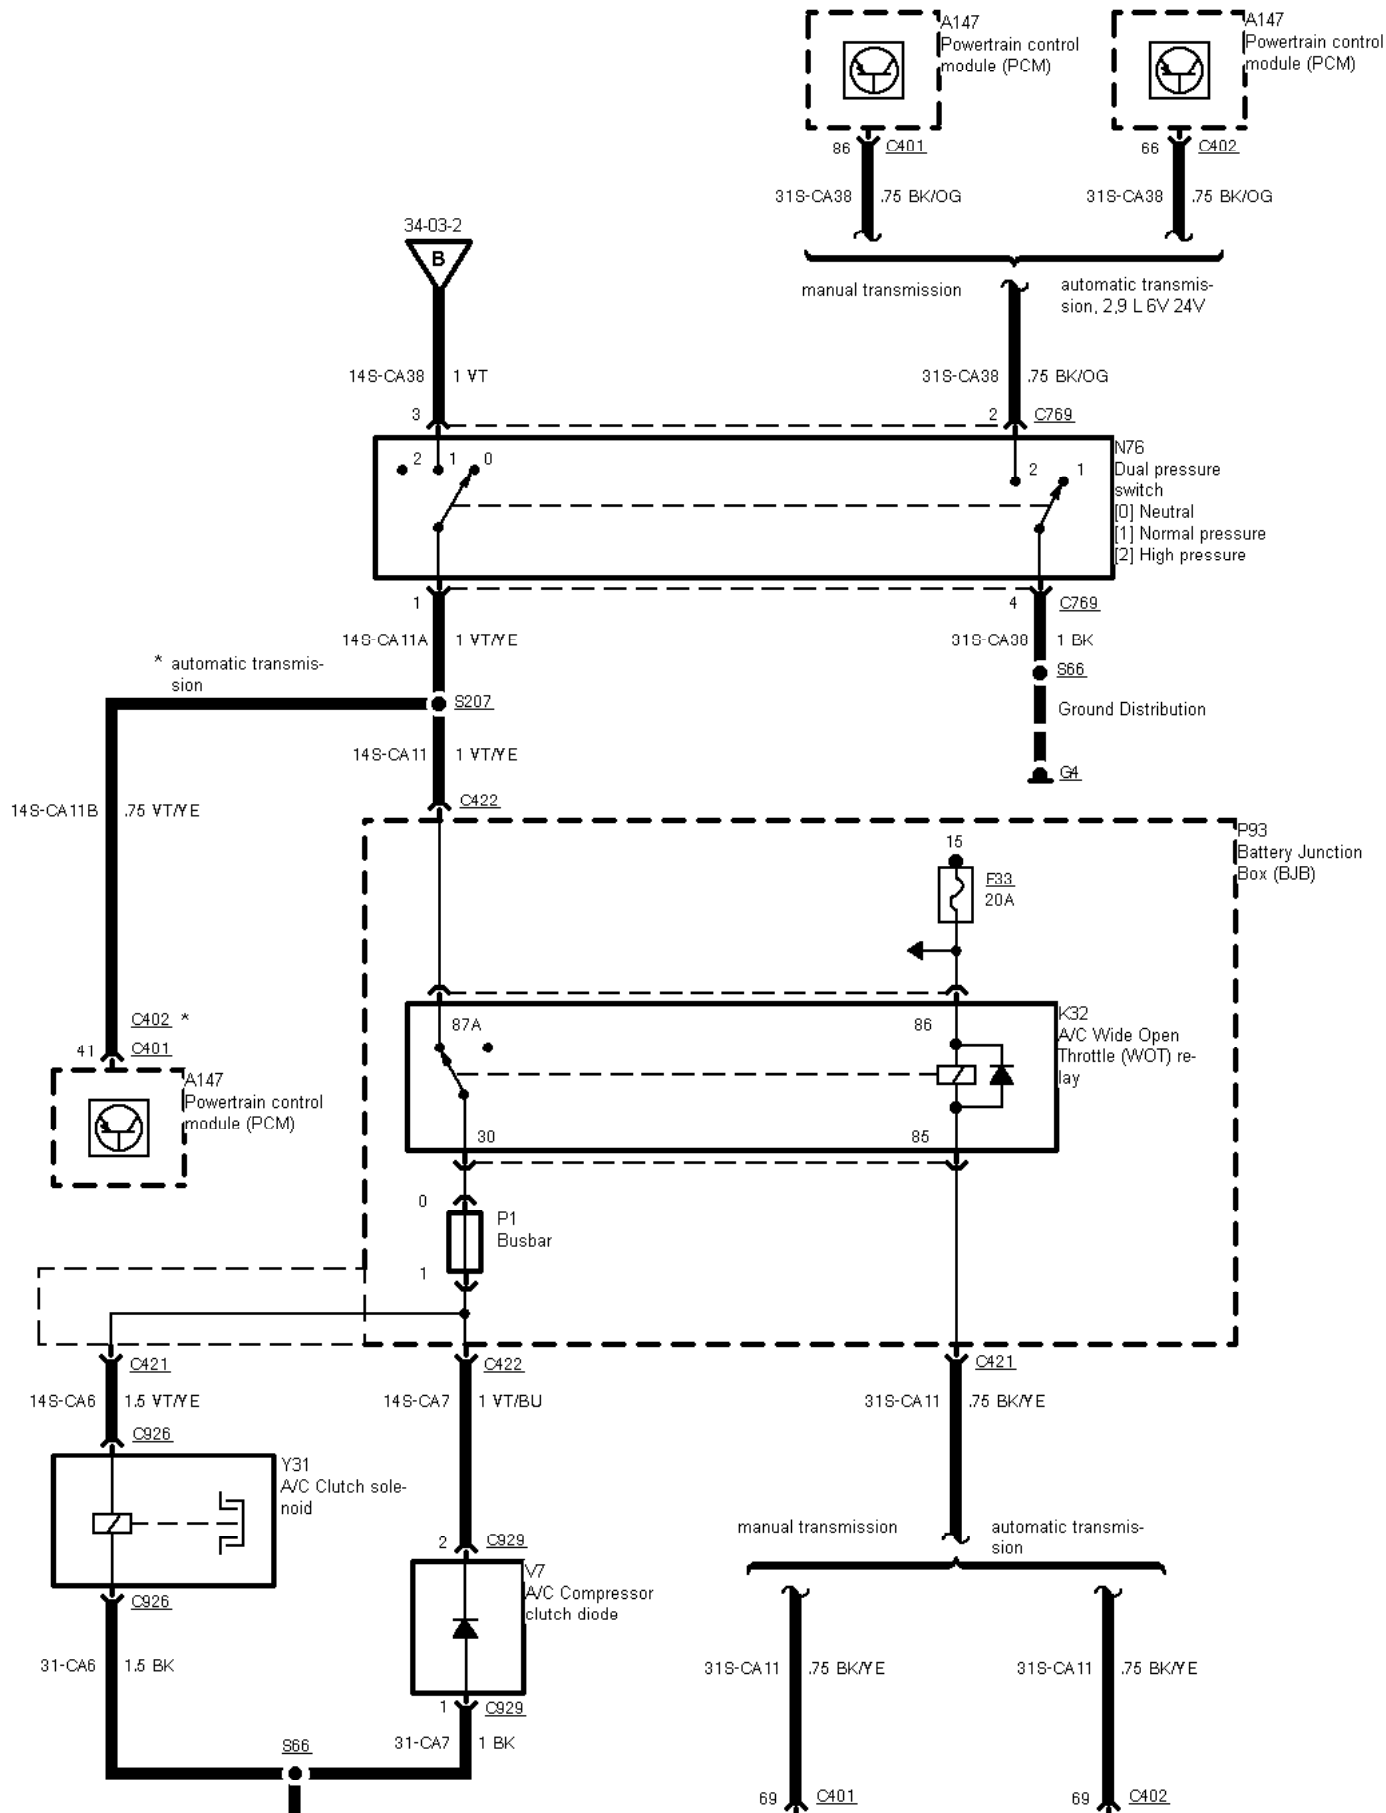 A147
Powertrain control
module (PCM)
A147
Powertrain control
module (PCM)
86 C401
66 C402
31S-CA38 .75 BK/OG
31S-CA38 .75 BK/OG
34-03-2
B
manual transmission
automatic transmis-
sion, 2,9 L 6V 24V
14S-CA38 1 VT
31S-CA38 .75 BK/OG
3
2 C769
N76
Dual pressure
switch
[0] Neutral
[1] Normal pressure
[2] High pressure
2 1 0
2 1
1
4 C769
14S-CA11A 1 VT/YE
31S-CA38 1 BK
* automatic transmis-
sion
S66
S207
Ground Distribution
14S-CA11 1 VT/YE
G4
C422
14S-CA11B .75 VT/YE
P93
Battery Junction
Box (BJB)
15
F33
20A
C402 *
41 C401
A147
Powertrain control
module (PCM)
87A
86
K32
A/C Wide Open
Throttle (WOT) re-
lay
30
85
0
P1
Busbar
1
C421
C422
C421
14S-CA6 1.5 VT/YE
14S-CA7 1 VT/BU
31S-CA11 .75 BK/YE
C926
Y31
A/C Clutch sole-
noid
manual transmission
automatic transmis-
sion
2 C929
V7
A/C Compressor
clutch diode
C926
31-CA6 1.5 BK
31S-CA11 .75 BK/YE
31S-CA11 .75 BK/YE
1 C929
31-CA7 1 BK
S66
69 C401
69 C402